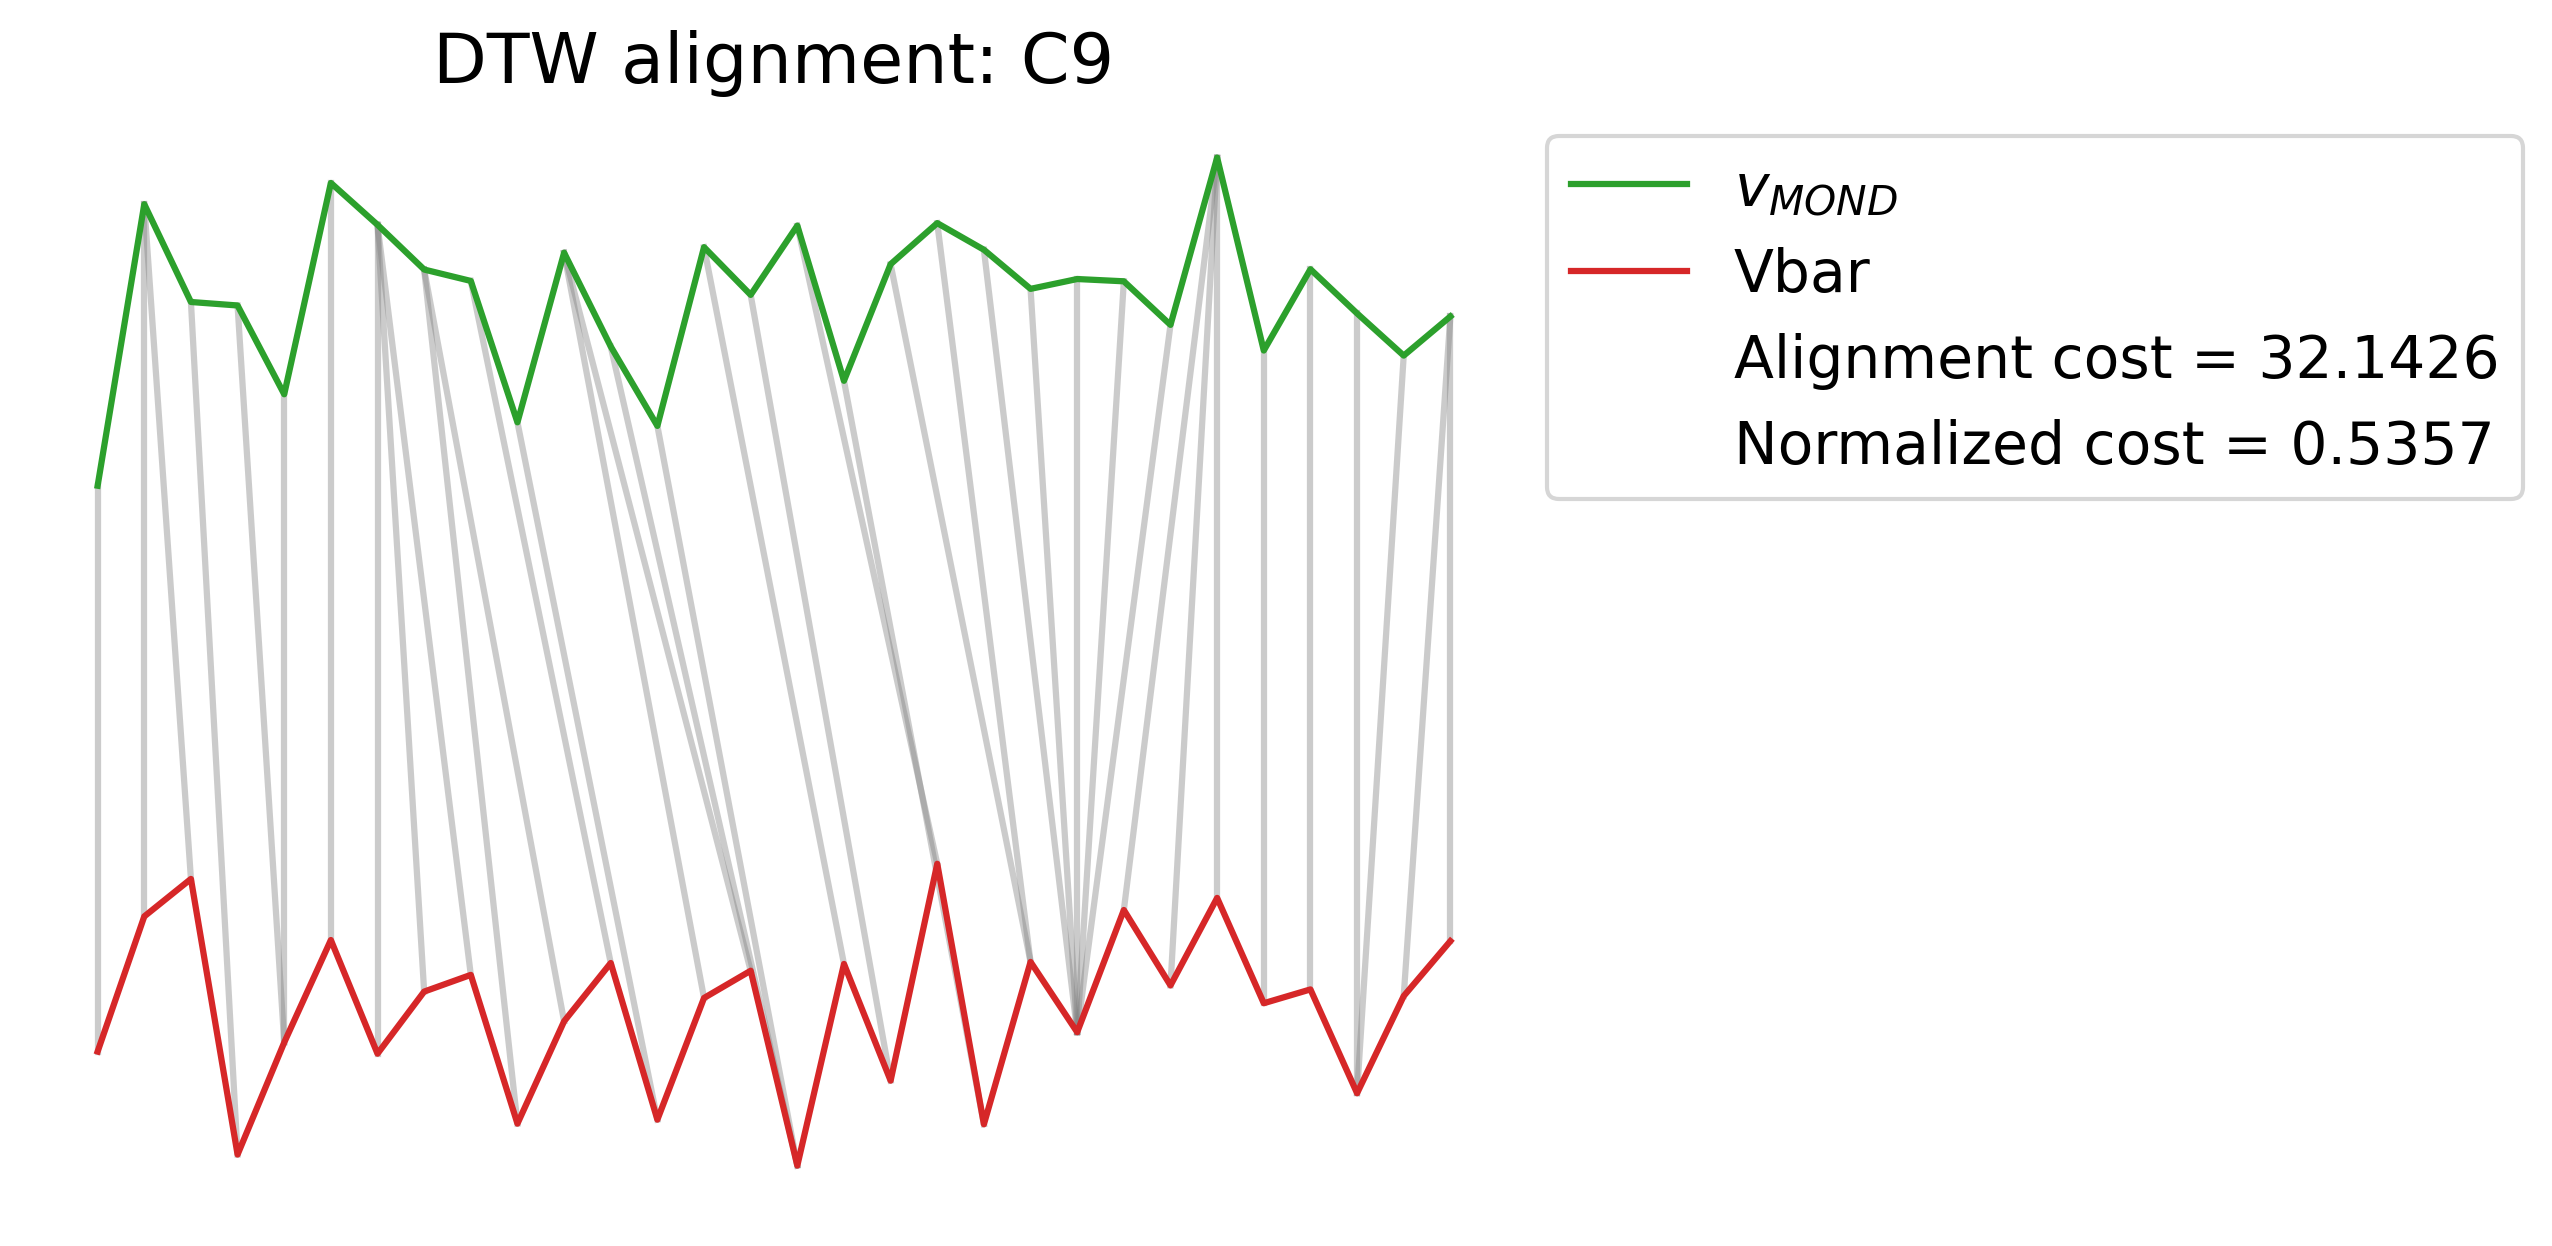 DTW alignment: C9
v_MOND
Vbar
Alignment cost = 32.1426
Normalized cost = 0.5357